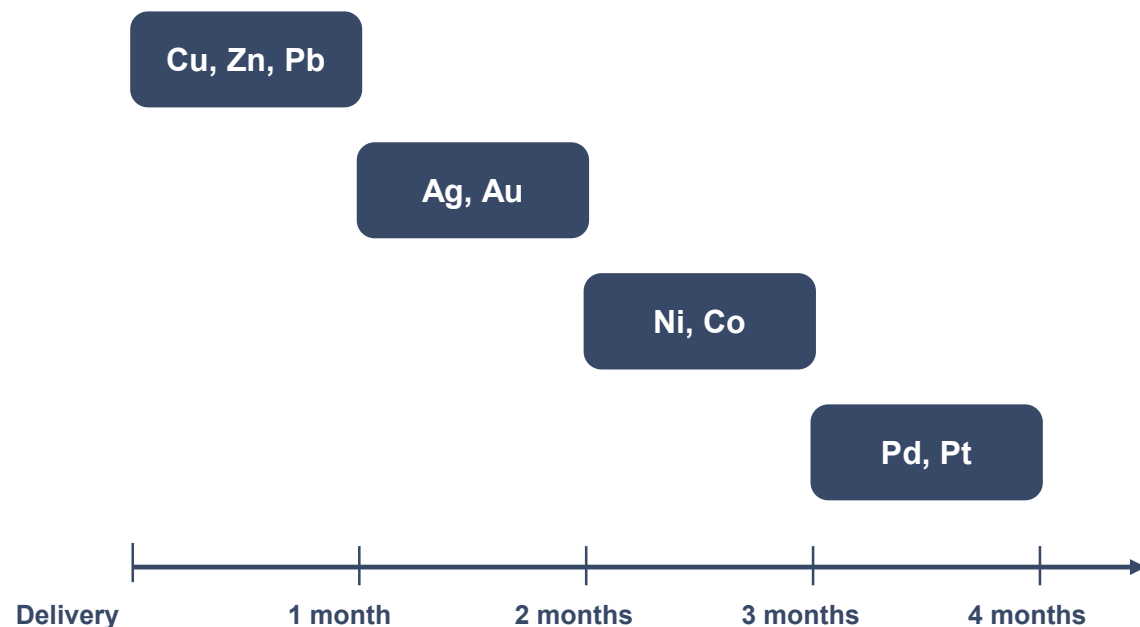 Cu, Zn, Pb
Ag, Au
Ni, Co
Pd, Pt
Delivery 1 month 2 months 3 months 4 months